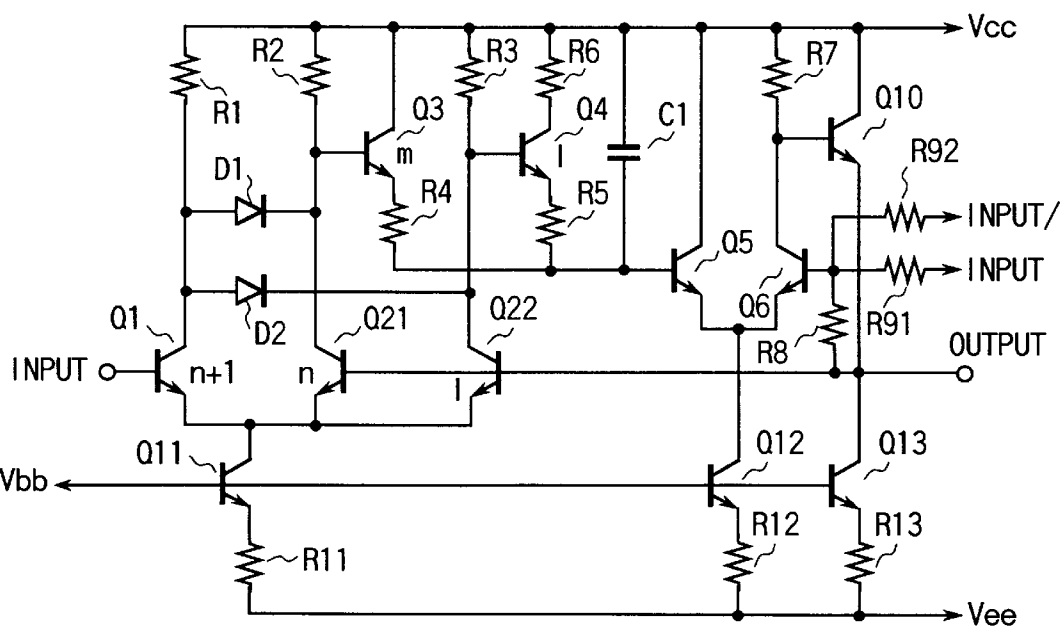 Vcc
R1
R2
R3
R6
R7
Q3
Q4
C1
Q10
m
l
R92
D1
R4
R5
INPUT/
Q5
INPUT
Q6
D2
Q1
Q21
Q22
R8
R91
OUTPUT
INPUT
n+1
n
l
Q11
Q12
Q13
Vbb
R11
R12
R13
Vee